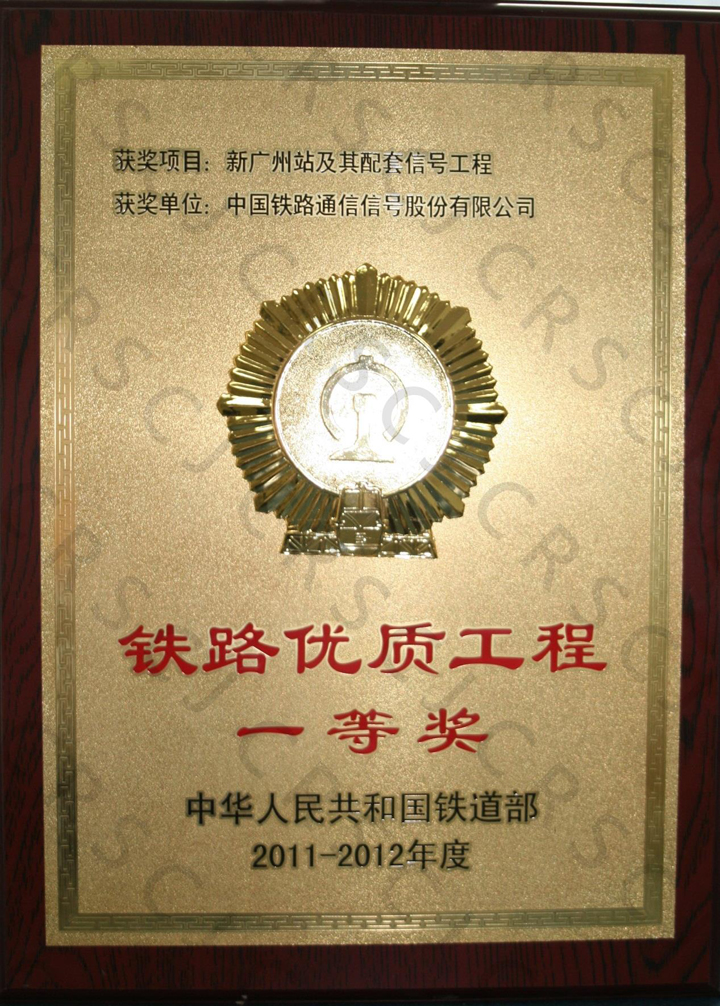 获奖项目：新广州站及其配套信号工程
获奖单位：中国铁路通信信号股份有限公司
铁路优质工程
一等奖
中华人民共和国铁道部
2011-2012年度